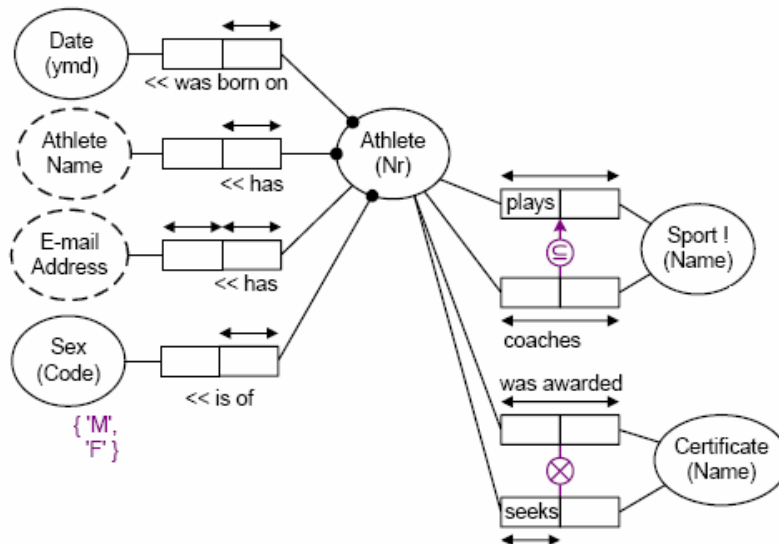 Date
(ymd)
<< was born on
Athlete
Name
<< has
Athlete
(Nr)
E-mail
Address
<< has
Sex
(Code)
<< is of
{ 'M',
'F' }
plays
⊆
Sport !
(Name)
coaches
was awarded
Certificate
(Name)
seeks